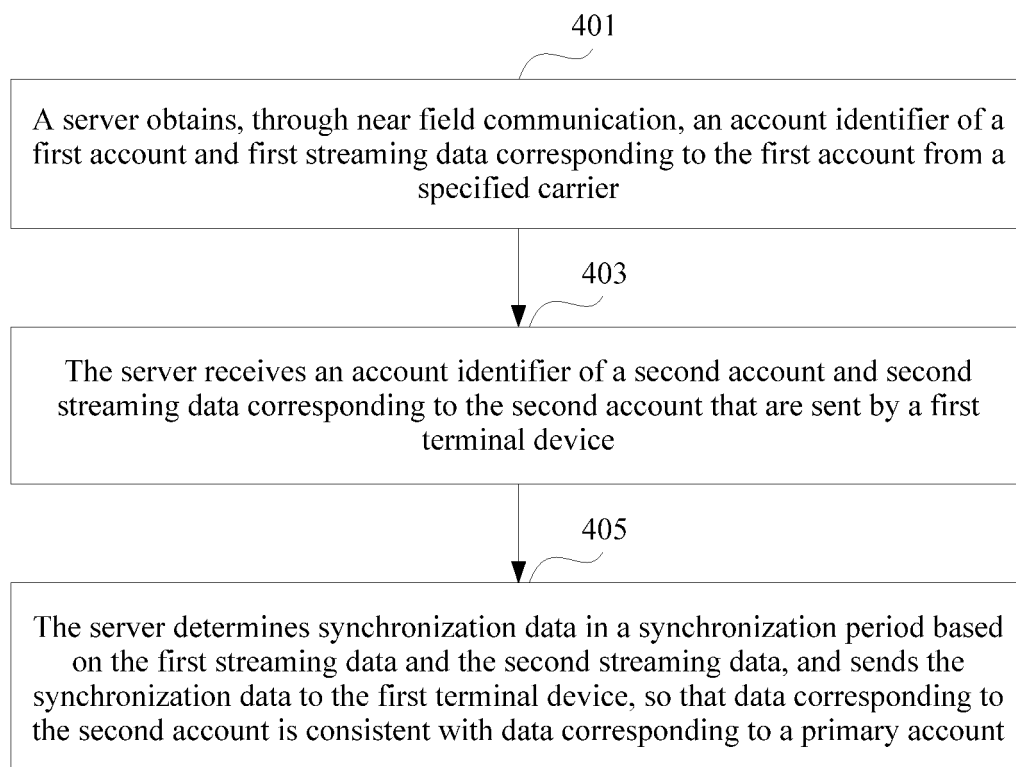 401
A server obtains, through near field communication, an account identifier of a
first account and first streaming data corresponding to the first account from a
specified carrier
403
The server receives an account identifier of a second account and second
streaming data corresponding to the second account that are sent by a first
terminal device
405
The server determines synchronization data in a synchronization period based
on the first streaming data and the second streaming data, and sends the
synchronization data to the first terminal device, so that data corresponding to
the second account is consistent with data corresponding to a primary account